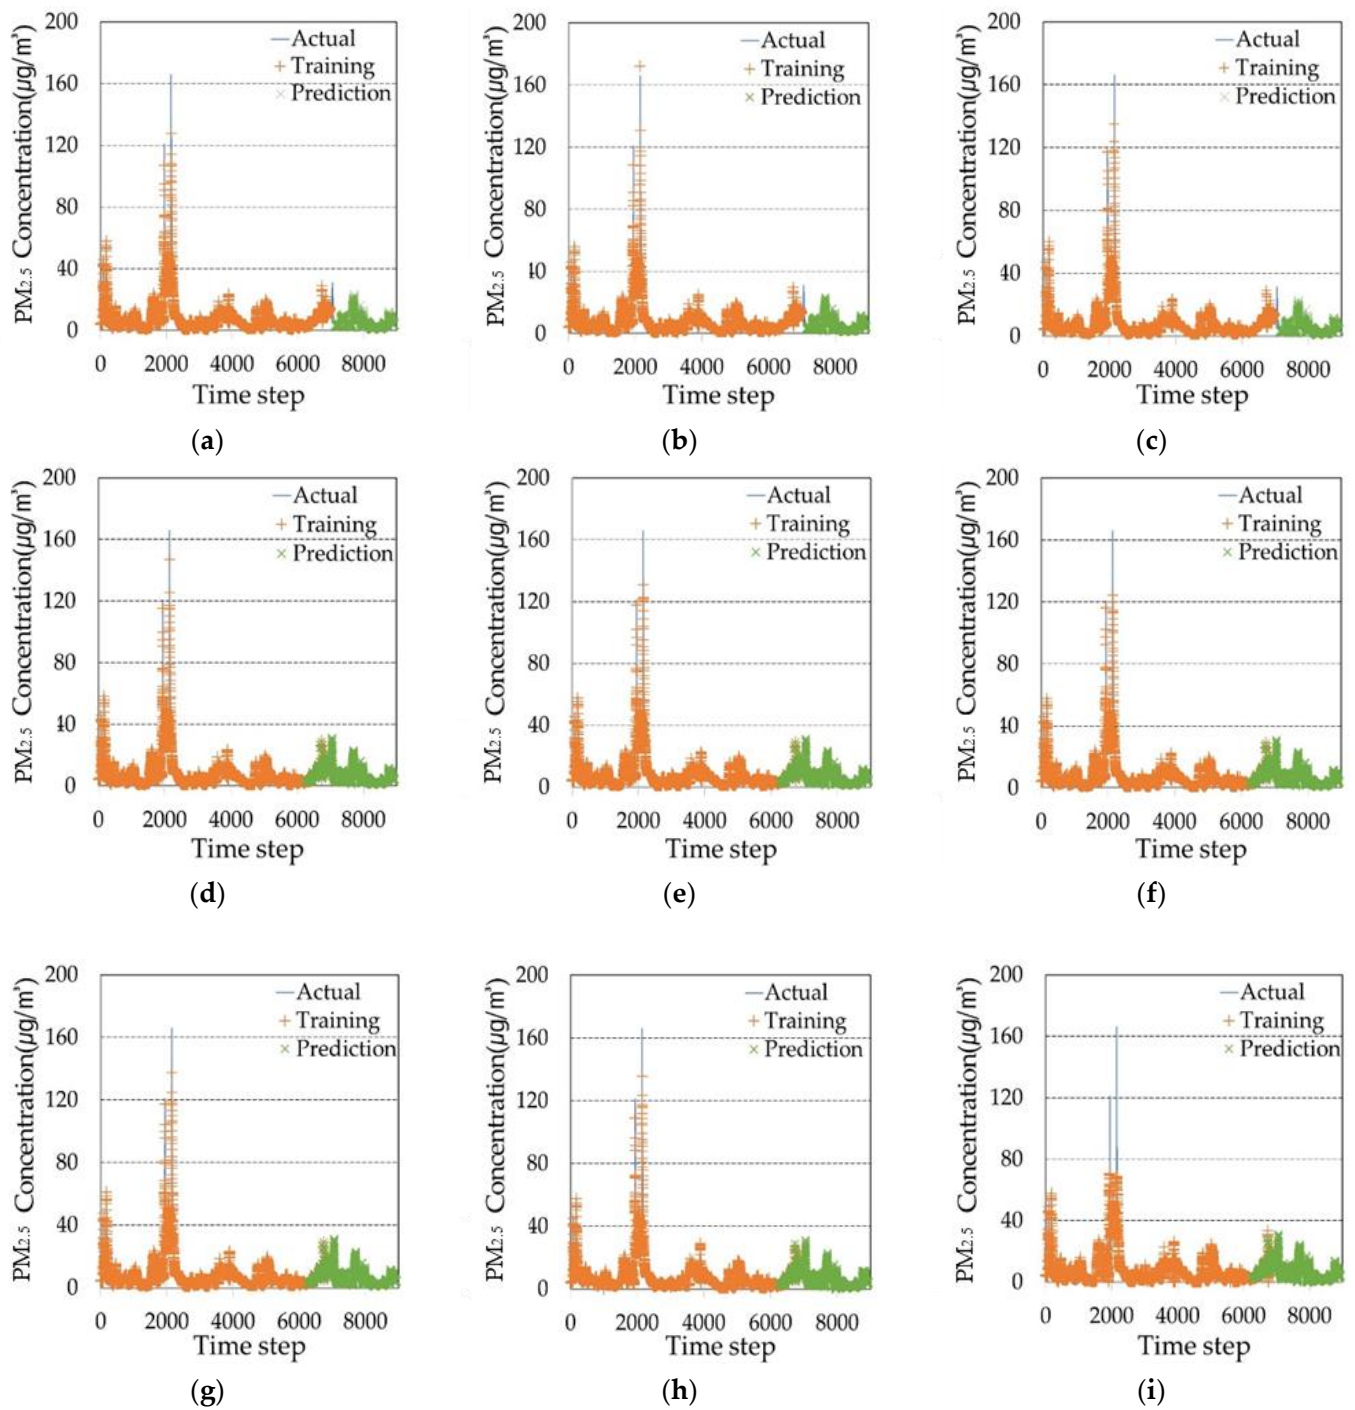 200
160
120
80
40
0
PM2.5 Concentration(μg/m³)
Actual
Training
Prediction
0 2000 4000 6000 8000
Time step
(a)
200
160
120
80
40
0
PM2.5 Concentration(μg/m³)
Actual
Training
Prediction
0 2000 4000 6000 8000
Time step
(b)
200
160
120
80
40
0
PM2.5 Concentration(μg/m³)
Actual
Training
Prediction
0 2000 4000 6000 8000
Time step
(c)
200
160
120
80
40
0
PM2.5 Concentration(μg/m³)
Actual
Training
Prediction
0 2000 4000 6000 8000
Time step
(d)
200
160
120
80
40
0
PM2.5 Concentration(μg/m³)
Actual
Training
Prediction
0 2000 4000 6000 8000
Time step
(e)
200
160
120
80
40
0
PM2.5 Concentration(μg/m³)
Actual
Training
Prediction
0 2000 4000 6000 8000
Time step
(f)
200
160
120
80
40
0
PM2.5 Concentration(μg/m³)
Actual
Training
Prediction
0 2000 4000 6000 8000
Time step
(g)
200
160
120
80
40
0
PM2.5 Concentration(μg/m³)
Actual
Training
Prediction
0 2000 4000 6000 8000
Time step
(h)
200
160
120
80
40
0
PM2.5 Concentration(μg/m³)
Actual
Training
Prediction
0 2000 4000 6000 8000
Time step
(i)